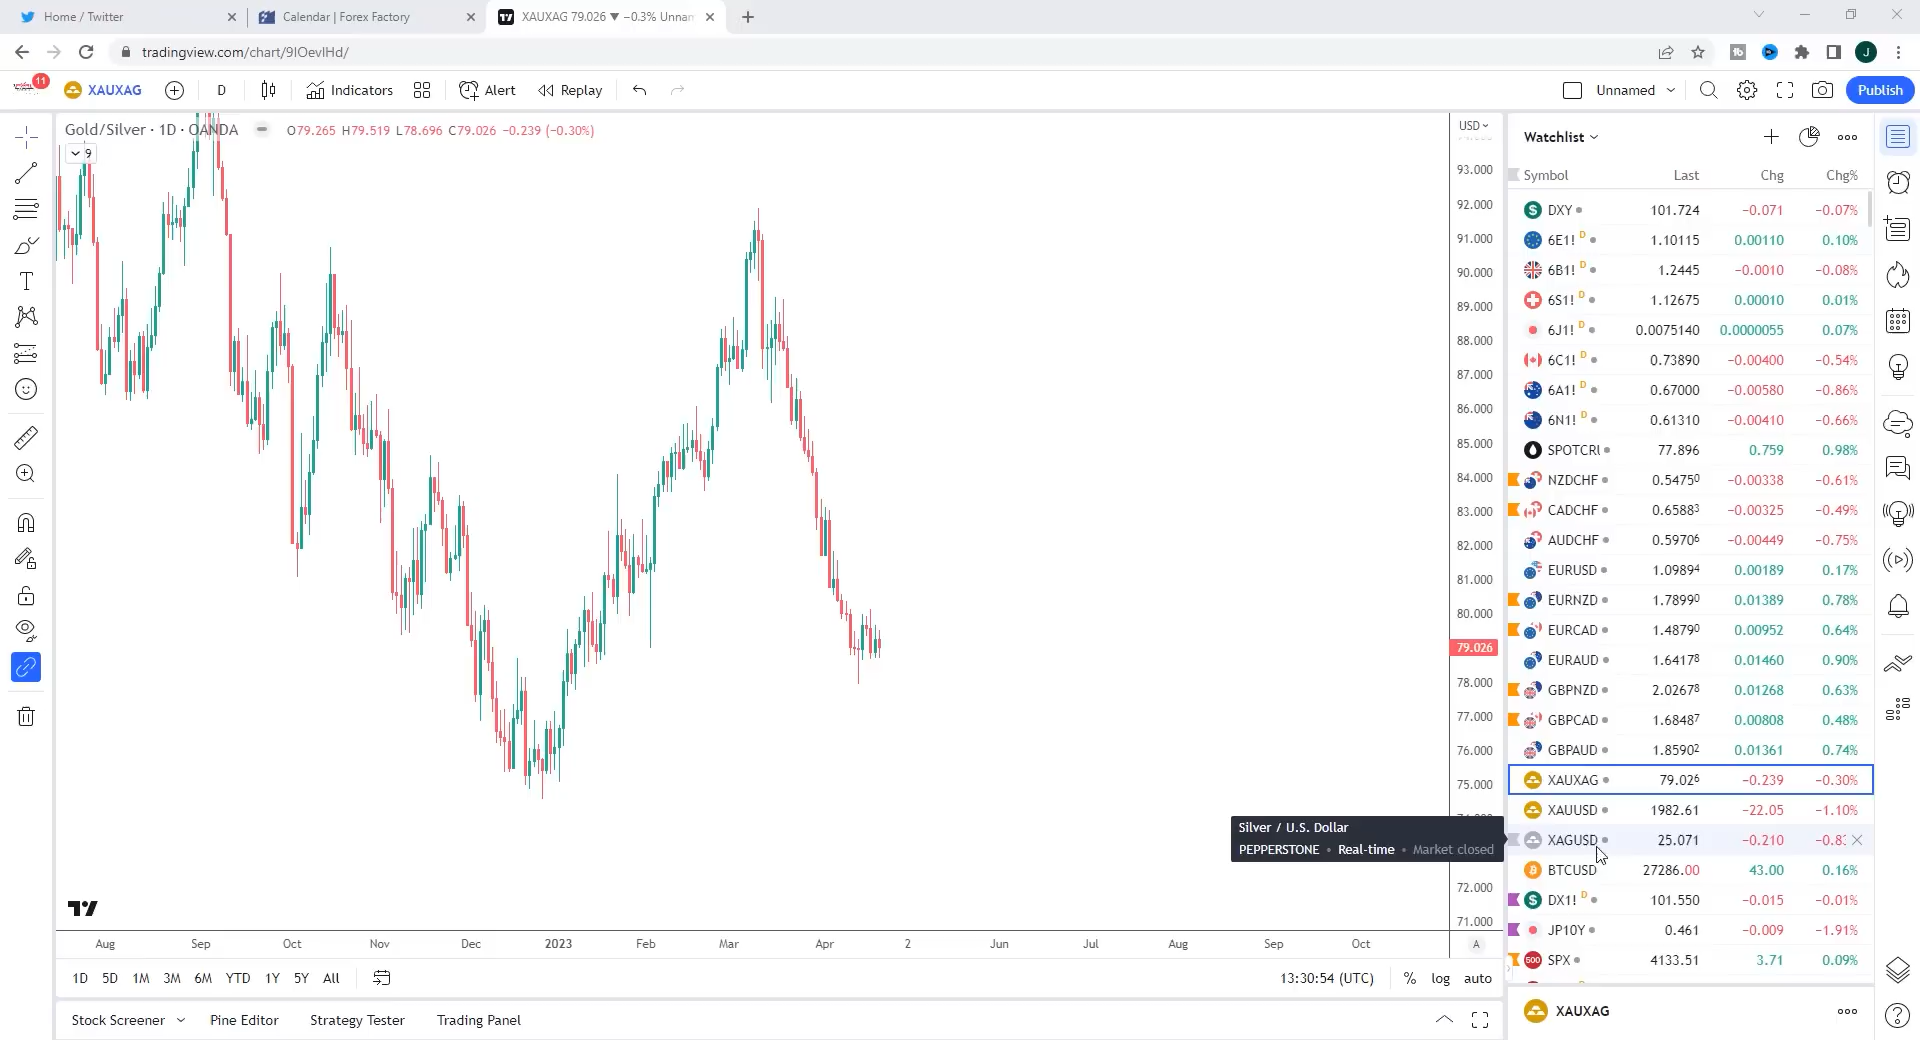 Home / Twitter
Calendar | Forex Factory
XAUXAG 79.026 ▼ −0.3% Unnam
tradingview.com/chart/9IOevIHd/
J
11
XAUXAG
D
Indicators
Alert
Replay
Unnamed
Publish
Gold/Silver · 1D · OANDA
O79.265 H79.519 L78.696 C79.026 −0.239 (−0.30%)
9
USD
93.000
92.000
91.000
90.000
89.000
88.000
87.000
86.000
85.000
84.000
83.000
82.000
81.000
80.000
79.026
78.000
77.000
76.000
75.000
72.000
71.000
Aug Sep Oct Nov Dec 2023 Feb Mar Apr 2 Jun Jul Aug Sep Oct
A
1D 5D 1M 3M 6M YTD 1Y 5Y All
13:30:54 (UTC) % log auto
Stock Screener Pine Editor Strategy Tester Trading Panel
Watchlist
Symbol Last Chg Chg%
DXY 101.724 −0.071 −0.07%
6E1! D 1.10115 0.00110 0.10%
6B1! D 1.2445 −0.0010 −0.08%
6S1! D 1.12675 0.00010 0.01%
6J1! D 0.0075140 0.0000055 0.07%
6C1! D 0.73890 −0.00400 −0.54%
6A1! D 0.67000 −0.00580 −0.86%
6N1! D 0.61310 −0.00410 −0.66%
SPOTCRU 77.896 0.759 0.98%
NZDCHF 0.54750 −0.00338 −0.61%
CADCHF 0.65883 −0.00325 −0.49%
AUDCHF 0.59706 −0.00449 −0.75%
EURUSD 1.09894 0.00189 0.17%
EURNZD 1.78990 0.01389 0.78%
EURCAD 1.48790 0.00952 0.64%
EURAUD 1.64178 0.01460 0.90%
GBPNZD 2.02678 0.01268 0.63%
GBPCAD 1.68487 0.00808 0.48%
GBPAUD 1.85902 0.01361 0.74%
XAUXAG 79.026 −0.239 −0.30%
XAUUSD 1982.61 −22.05 −1.10%
XAGUSD 25.071 −0.210 −0.83
BTCUSD 27286.00 43.00 0.16%
DX1! D 101.550 −0.015 −0.01%
JP10Y 0.461 −0.009 −1.91%
500 SPX 4133.51 3.71 0.09%
Silver / U.S. Dollar
PEPPERSTONE • Real-time • Market closed
XAUXAG